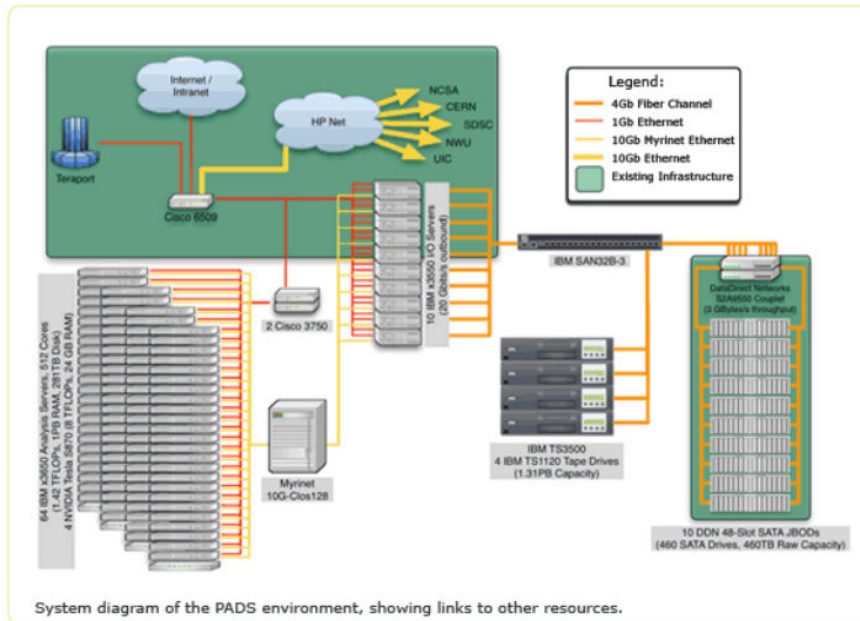 Internet /
Intranet
HP Net
NCSA
CERN
SDSC
NWU
UIC
Teraport
Cisco 6509
Legend:
4Gb Fiber Channel
1Gb Ethernet
10Gb Myrinet Ethernet
10Gb Ethernet
Existing Infrastructure
10 IBM x3550 I/O Servers
(20 Gbits/s outbound)
IBM SAN32B-3
DataDirect Networks
S2A9550 Couplet
(3 GBytes/s throughput)
2 Cisco 3750
64 IBM x3650 Analysis Servers, 512 Cores
(1.42 TFLOPs, 1PB RAM, 281TB Disk)
4 NVIDIA Tesla S870 (8 TFLOPs, 24 GB RAM)
Myrinet
10G-Clos128
IBM TS3500
4 IBM TS1120 Tape Drives
(1.31PB Capacity)
10 DDN 48-Slot SATA JBODs
(460 SATA Drives, 460TB Raw Capacity)
System diagram of the PADS environment, showing links to other resources.